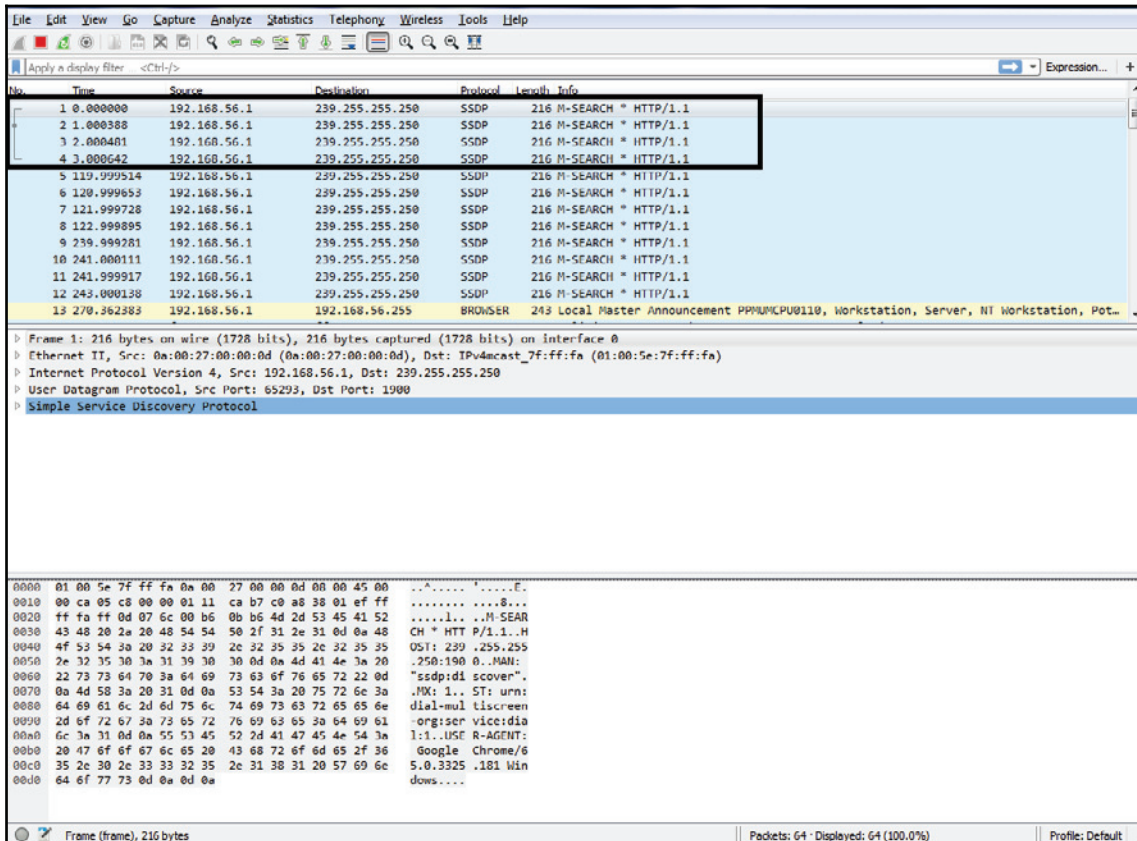 File Edit View Go Capture Analyze Statistics Telephony Wireless Tools Help
Apply a display filter ... <Ctrl-/> Expression... +
No. Time Source Destination Protocol Length Info
1 0.000000 192.168.56.1 239.255.255.250 SSDP 216 M-SEARCH * HTTP/1.1
2 1.000388 192.168.56.1 239.255.255.250 SSDP 216 M-SEARCH * HTTP/1.1
3 2.000481 192.168.56.1 239.255.255.250 SSDP 216 M-SEARCH * HTTP/1.1
4 3.000642 192.168.56.1 239.255.255.250 SSDP 216 M-SEARCH * HTTP/1.1
5 119.999514 192.168.56.1 239.255.255.250 SSDP 216 M-SEARCH * HTTP/1.1
6 120.999653 192.168.56.1 239.255.255.250 SSDP 216 M-SEARCH * HTTP/1.1
7 121.999728 192.168.56.1 239.255.255.250 SSDP 216 M-SEARCH * HTTP/1.1
8 122.999895 192.168.56.1 239.255.255.250 SSDP 216 M-SEARCH * HTTP/1.1
9 239.999281 192.168.56.1 239.255.255.250 SSDP 216 M-SEARCH * HTTP/1.1
10 241.000111 192.168.56.1 239.255.255.250 SSDP 216 M-SEARCH * HTTP/1.1
11 241.999917 192.168.56.1 239.255.255.250 SSDP 216 M-SEARCH * HTTP/1.1
12 243.000138 192.168.56.1 239.255.255.250 SSDP 216 M-SEARCH * HTTP/1.1
13 270.362383 192.168.56.1 192.168.56.255 BROWSER 243 Local Master Announcement PPMUMCPU0110, Workstation, Server, NT Workstation, Pot…
Frame 1: 216 bytes on wire (1728 bits), 216 bytes captured (1728 bits) on interface 0
Ethernet II, Src: 0a:00:27:00:00:0d (0a:00:27:00:00:0d), Dst: IPv4mcast_7f:ff:fa (01:00:5e:7f:ff:fa)
Internet Protocol Version 4, Src: 192.168.56.1, Dst: 239.255.255.250
User Datagram Protocol, Src Port: 65293, Dst Port: 1900
Simple Service Discovery Protocol
0000 01 00 5e 7f ff fa 0a 00 27 00 00 0d 08 00 45 00 ..^..... '.....E.
0010 00 ca 05 c8 00 00 01 11 ca b7 c0 a8 38 01 ef ff ........ ....8...
0020 ff fa ff 0d 07 6c 00 b6 0b b6 4d 2d 53 45 41 52 .....l.. ..M-SEAR
0030 43 48 20 2a 20 48 54 54 50 2f 31 2e 31 0d 0a 48 CH * HTT P/1.1..H
0040 4f 53 54 3a 20 32 33 39 2e 32 35 35 2e 32 35 35 OST: 239 .255.255
0050 2e 32 35 30 3a 31 39 30 30 0d 0a 4d 41 4e 3a 20 .250:190 0..MAN:
0060 22 73 73 64 70 3a 64 69 73 63 6f 76 65 72 22 0d "ssdp:di scover".
0070 0a 4d 58 3a 20 31 0d 0a 53 54 3a 20 75 72 6e 3a .MX: 1.. ST: urn:
0080 64 69 61 6c 2d 6d 75 6c 74 69 73 63 72 65 65 6e dial-mul tiscreen
0090 2d 6f 72 67 3a 73 65 72 76 69 63 65 3a 64 69 61 -org:ser vice:dia
00a0 6c 3a 31 0d 0a 55 53 45 52 2d 41 47 45 4e 54 3a l:1..USE R-AGENT:
00b0 20 47 6f 6f 67 6c 65 20 43 68 72 6f 6d 65 2f 36 Google Chrome/6
00c0 35 2e 30 2e 33 33 32 35 2e 31 38 31 20 57 69 6e 5.0.3325 .181 Win
00d0 64 6f 77 73 0d 0a 0d 0a dows....
Frame (frame), 216 bytes Packets: 64 · Displayed: 64 (100.0%) Profile: Default